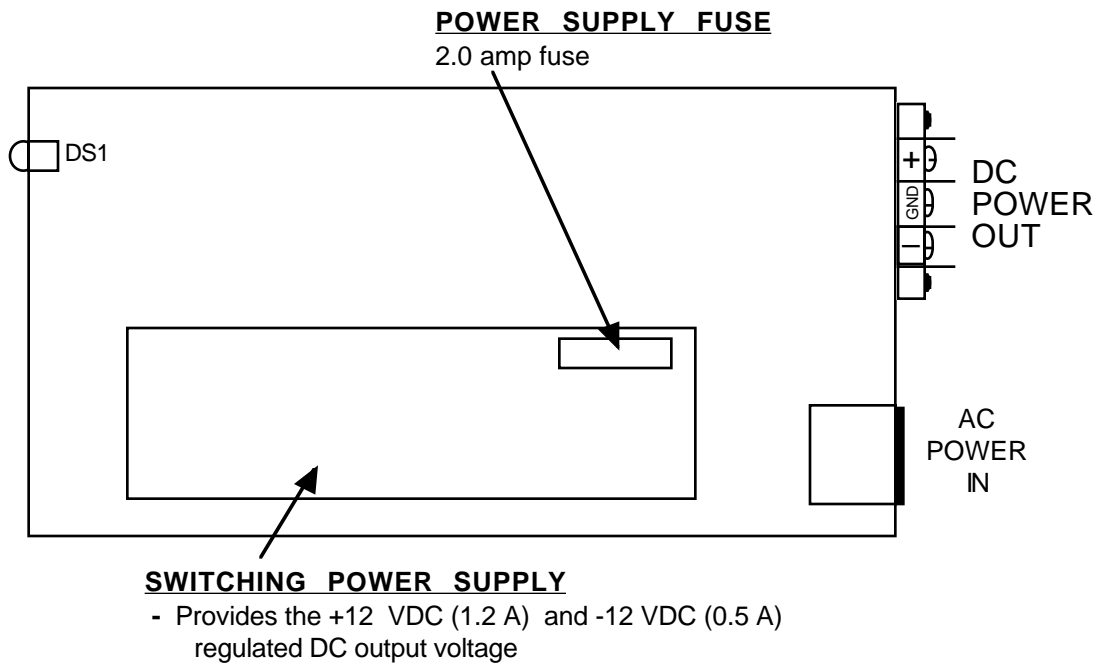 POWER SUPPLY FUSE
2.0 amp fuse
DS1
+
GND
–
DC
POWER
OUT
AC
POWER
IN
SWITCHING POWER SUPPLY
- Provides the +12 VDC (1.2 A) and -12 VDC (0.5 A)
regulated DC output voltage